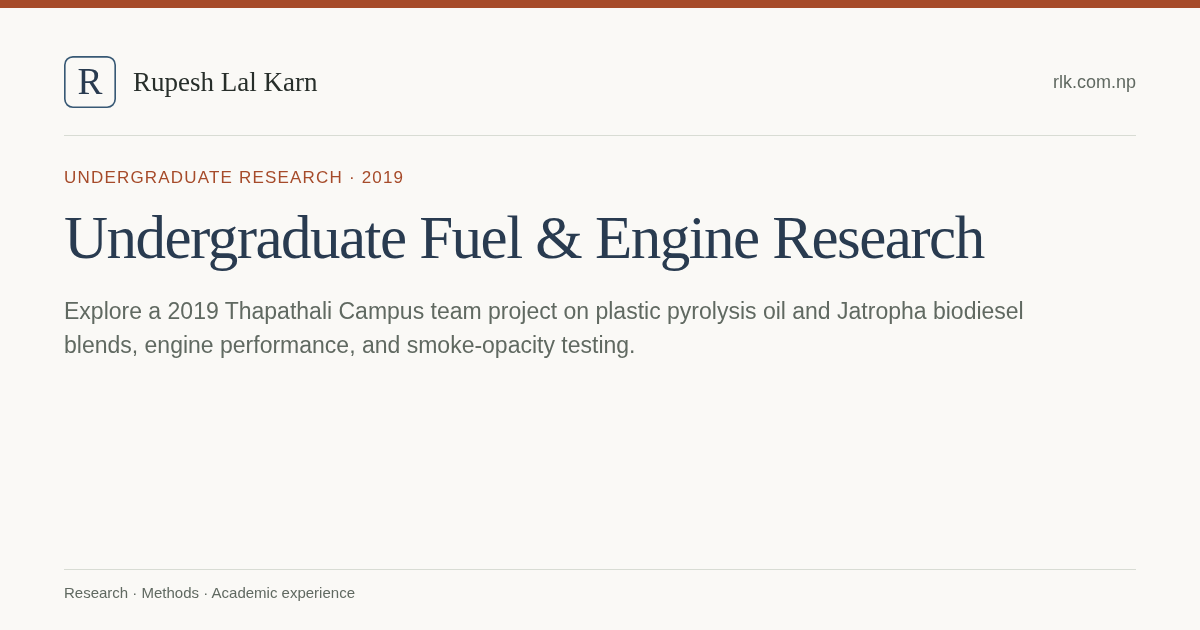 R
Rupesh Lal Karn
rlk.com.np
UNDERGRADUATE RESEARCH · 2019
Undergraduate Fuel & Engine Research
Explore a 2019 Thapathali Campus team project on plastic pyrolysis oil and Jatropha biodiesel
blends, engine performance, and smoke-opacity testing.
Research · Methods · Academic experience